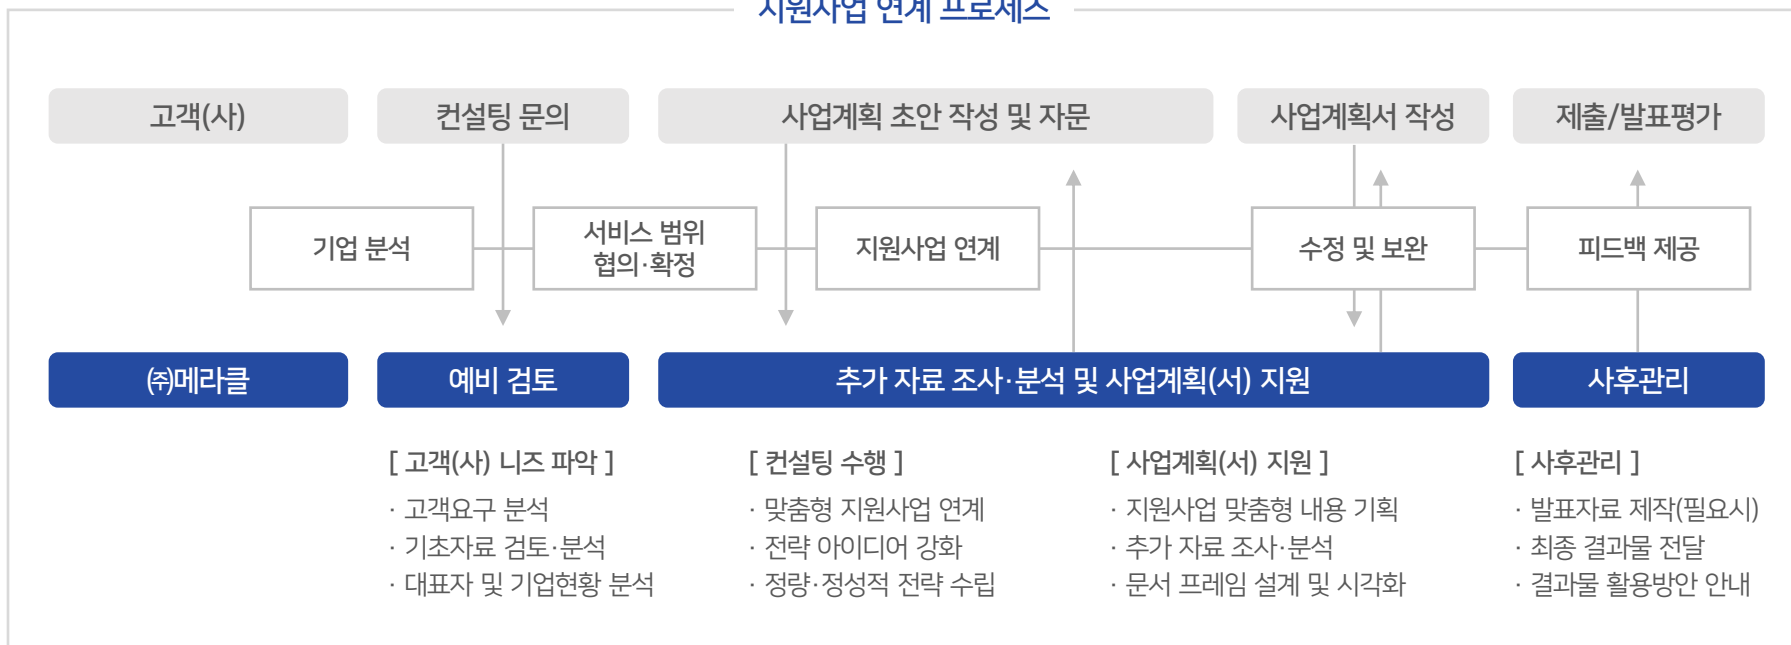 지원사업 연계 프로세스
고객(사)
컨설팅 문의
사업계획 초안 작성 및 자문
사업계획서 작성
제출/발표평가
기업 분석
서비스 범위
협의·확정
지원사업 연계
수정 및 보완
피드백 제공
㈜메라클
예비 검토
추가 자료 조사·분석 및 사업계획(서) 지원
사후관리
[ 고객(사) 니즈 파악 ]
· 고객요구 분석
· 기초자료 검토·분석
· 대표자 및 기업현황 분석
[ 컨설팅 수행 ]
· 맞춤형 지원사업 연계
· 전략 아이디어 강화
· 정량·정성적 전략 수립
[ 사업계획(서) 지원 ]
· 지원사업 맞춤형 내용 기획
· 추가 자료 조사·분석
· 문서 프레임 설계 및 시각화
[ 사후관리 ]
· 발표자료 제작(필요시)
· 최종 결과물 전달
· 결과물 활용방안 안내